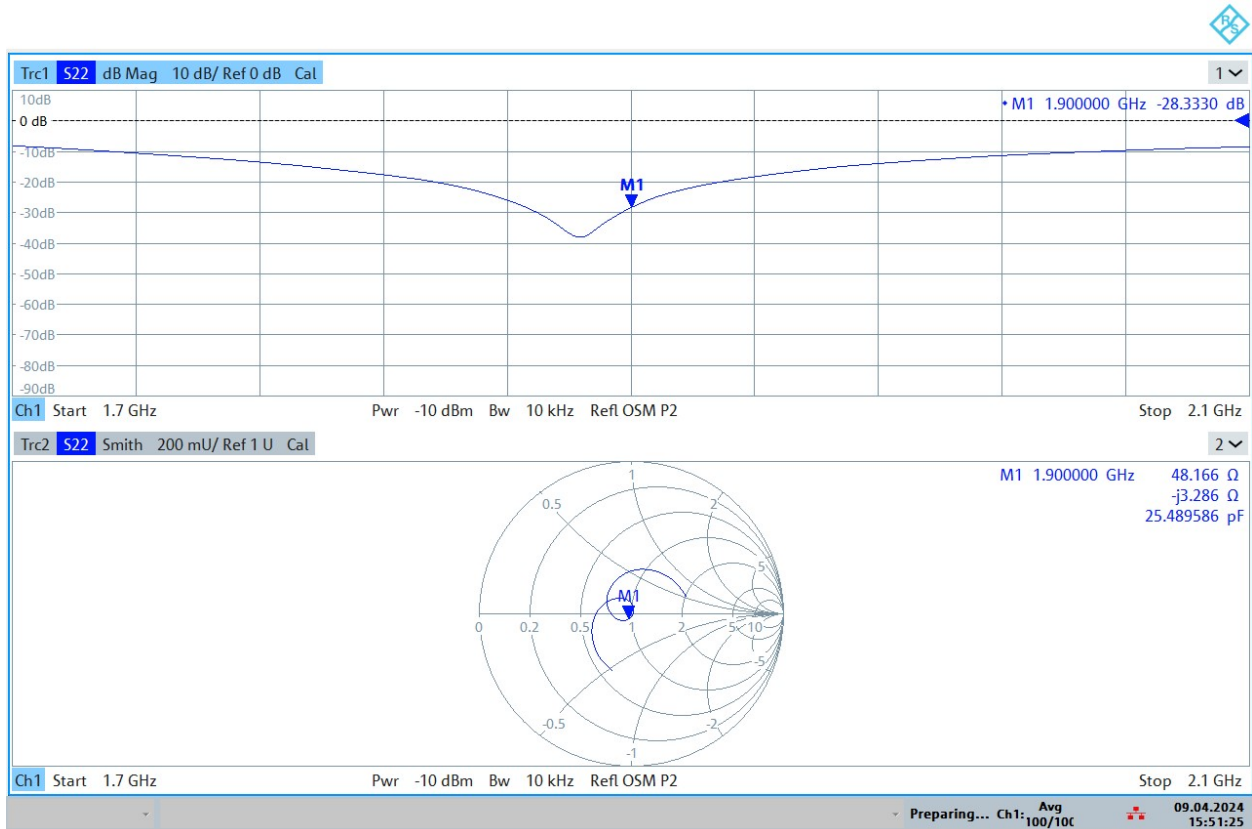 R&S
Trc1 S22 dB Mag 10 dB/ Ref 0 dB Cal 1
10dB
• M1 1.900000 GHz -28.3330 dB
0 dB
-10dB
-20dB
M1
-30dB
-40dB
-50dB
-60dB
-70dB
-80dB
-90dB
Ch1 Start 1.7 GHz Pwr -10 dBm Bw 10 kHz Refl OSM P2 Stop 2.1 GHz
Trc2 S22 Smith 200 mU/ Ref 1 U Cal 2
M1 1.900000 GHz 48.166 Ω
-j3.286 Ω
25.489586 pF
1
0.5 2
5
M1
0 0.2 0.5 1 2 5 10
-5
-0.5 -2
-1
Ch1 Start 1.7 GHz Pwr -10 dBm Bw 10 kHz Refl OSM P2 Stop 2.1 GHz
Preparing... Ch1: Avg 09.04.2024
15:51:25